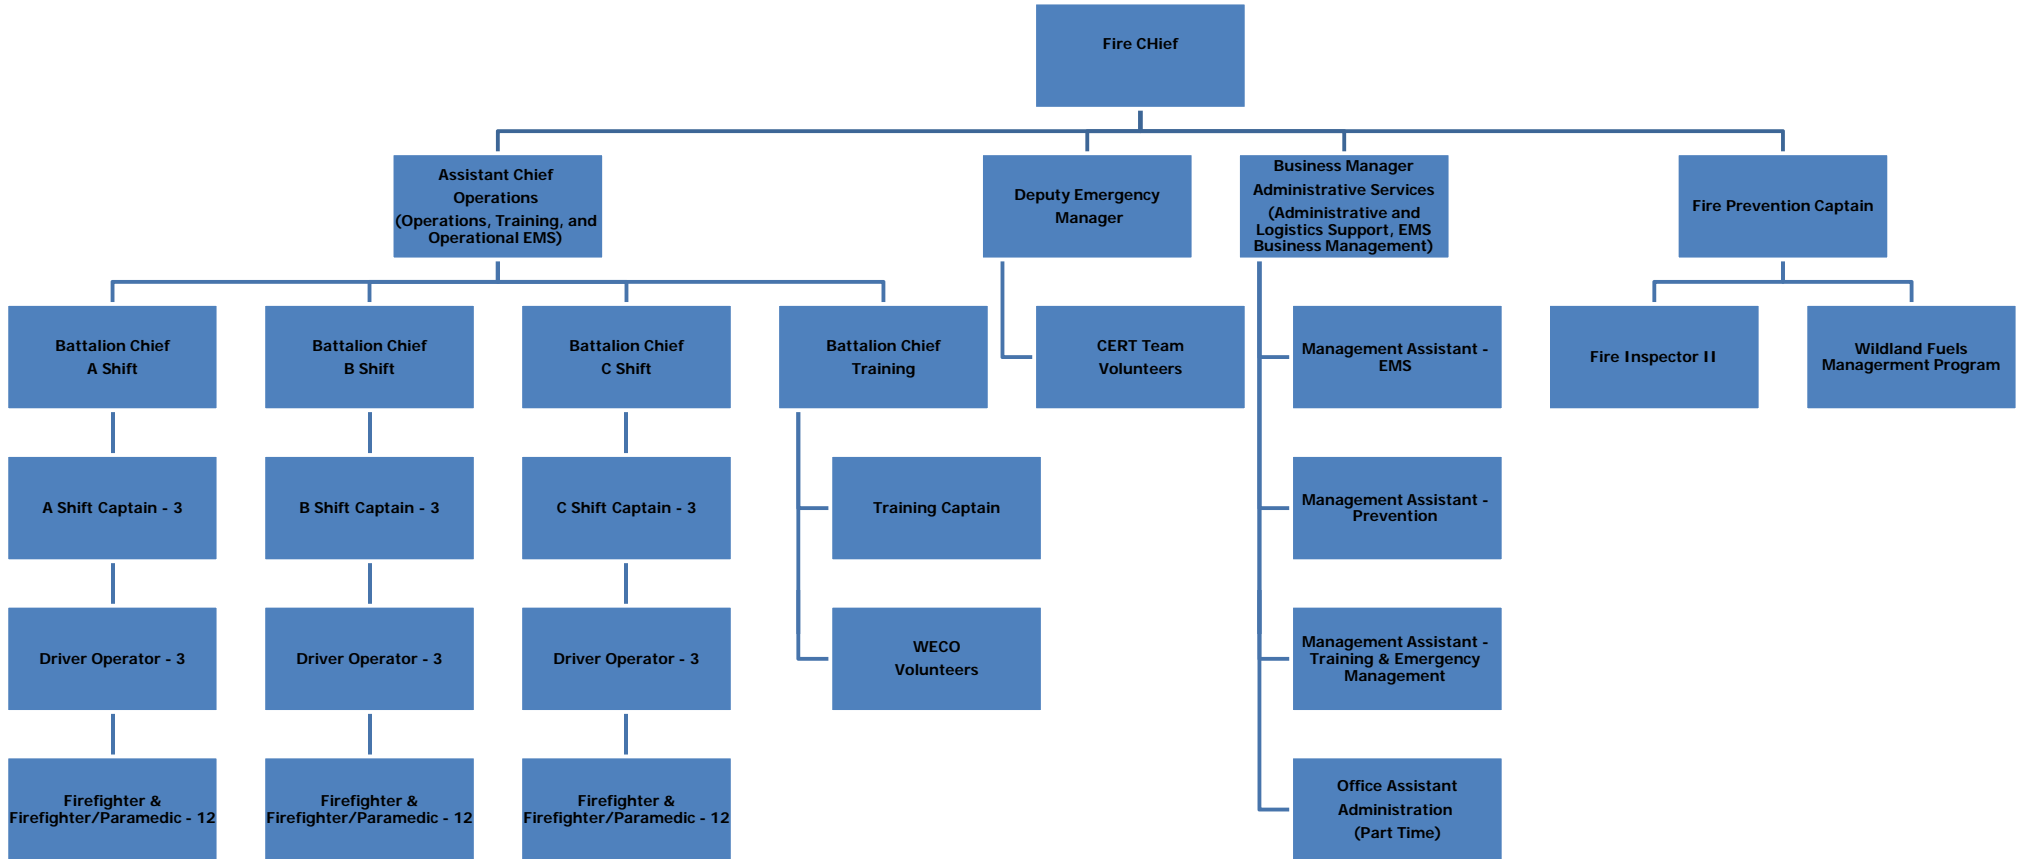 Fire CHief
Assistant Chief
Operations
(Operations, Training, and
Operational EMS)
Deputy Emergency
Manager
Business Manager
Administrative Services
(Administrative and
Logistics Support, EMS
Business Management)
Fire Prevention Captain
Battalion Chief
A Shift
Battalion Chief
B Shift
Battalion Chief
C Shift
Battalion Chief
Training
CERT Team
Volunteers
Management Assistant -
EMS
Fire Inspector II
Wildland Fuels
Managerment Program
A Shift Captain - 3
B Shift Captain - 3
C Shift Captain - 3
Training Captain
Management Assistant -
Prevention
Driver Operator - 3
Driver Operator - 3
Driver Operator - 3
WECO
Volunteers
Management Assistant -
Training & Emergency
Management
Firefighter &
Firefighter/Paramedic - 12
Firefighter &
Firefighter/Paramedic - 12
Firefighter &
Firefighter/Paramedic - 12
Office Assistant
Administration
(Part Time)